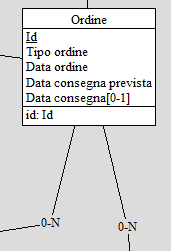 Ordine
Id
Tipo ordine
Data ordine
Data consegna prevista
Data consegna[0-1]
id: Id
0-N
0-N